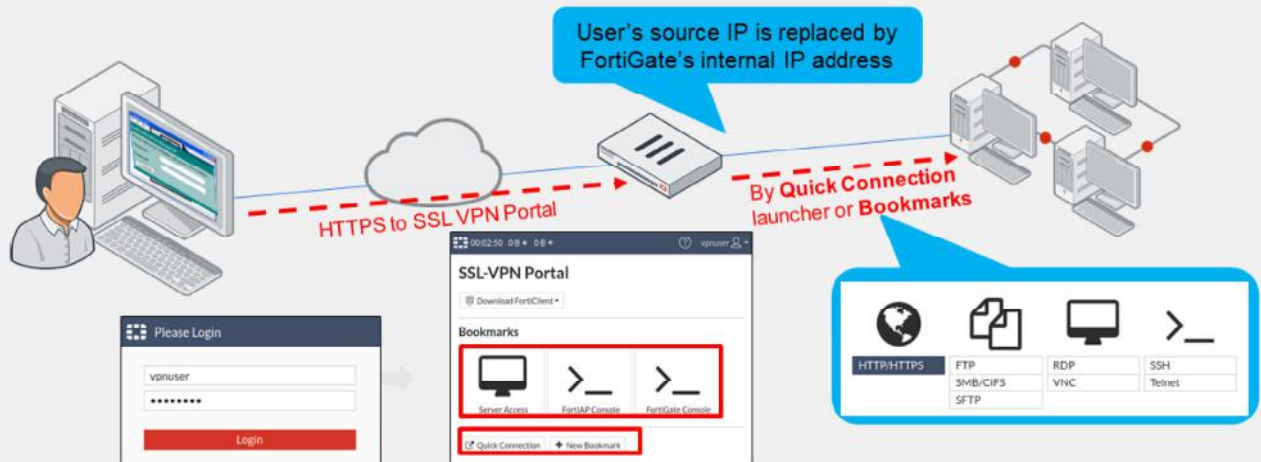 User's source IP is replaced by
FortiGate's internal IP address
HTTPS to SSL VPN Portal
By Quick Connection
launcher or Bookmarks
Please Login
vpnuser
••••••••
Login
00:02:50 0 B 0 B
vpnuser
SSL-VPN Portal
Download FortiClient
Bookmarks
Server Access
FortiAP Console
FortiGate Console
Quick Connection
New Bookmark
HTTP/HTTPS
FTP
SMB/CIFS
SFTP
RDP
VNC
SSH
Telnet